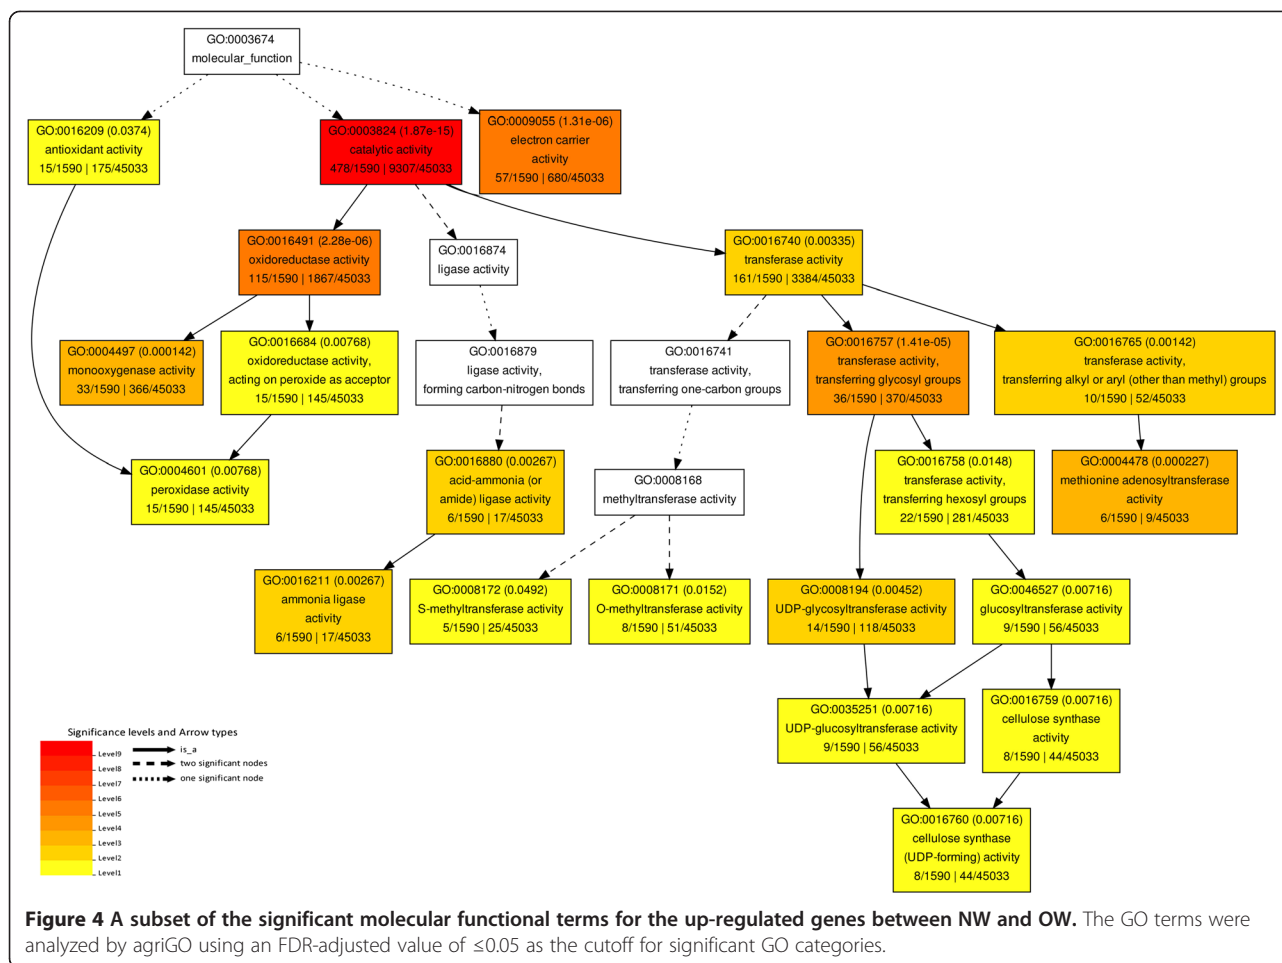 GO:0003674
molecular_function
GO:0016209 (0.0374)
antioxidant activity
15/1590 | 175/45033
GO:0003824 (1.87e-15)
catalytic activity
478/1590 | 9307/45033
GO:0009055 (1.31e-06)
electron carrier
activity
57/1590 | 680/45033
GO:0016491 (2.28e-06)
oxidoreductase activity
115/1590 | 1867/45033
GO:0016874
ligase activity
GO:0016740 (0.00335)
transferase activity
161/1590 | 3384/45033
GO:0004497 (0.000142)
monooxygenase activity
33/1590 | 366/45033
GO:0016684 (0.00768)
oxidoreductase activity,
acting on peroxide as acceptor
15/1590 | 145/45033
GO:0016879
ligase activity,
forming carbon-nitrogen bonds
GO:0016741
transferase activity,
transferring one-carbon groups
GO:0016757 (1.41e-05)
transferase activity,
transferring glycosyl groups
36/1590 | 370/45033
GO:0016765 (0.00142)
transferase activity,
transferring alkyl or aryl (other than methyl) groups
10/1590 | 52/45033
GO:0004601 (0.00768)
peroxidase activity
15/1590 | 145/45033
GO:0016880 (0.00267)
acid-ammonia (or
amide) ligase activity
6/1590 | 17/45033
GO:0008168
methyltransferase activity
GO:0016758 (0.0148)
transferase activity,
transferring hexosyl groups
22/1590 | 281/45033
GO:0004478 (0.000227)
methionine adenosyltransferase
activity
6/1590 | 9/45033
GO:0016211 (0.00267)
ammonia ligase
activity
6/1590 | 17/45033
GO:0008172 (0.0492)
S-methyltransferase activity
5/1590 | 25/45033
GO:0008171 (0.0152)
O-methyltransferase activity
8/1590 | 51/45033
GO:0008194 (0.00452)
UDP-glycosyltransferase activity
14/1590 | 118/45033
GO:0046527 (0.00716)
glucosyltransferase activity
9/1590 | 56/45033
GO:0035251 (0.00716)
UDP-glucosyltransferase activity
9/1590 | 56/45033
GO:0016759 (0.00716)
cellulose synthase
activity
8/1590 | 44/45033
GO:0016760 (0.00716)
cellulose synthase
(UDP-forming) activity
8/1590 | 44/45033
Significance levels and Arrow types
Level9
Level8
Level7
Level6
Level5
Level4
Level3
Level2
Level1
is_a
two significant nodes
one significant node
Figure 4 A subset of the significant molecular functional terms for the up-regulated genes between NW and OW. The GO terms were
analyzed by agriGO using an FDR-adjusted value of ≤0.05 as the cutoff for significant GO categories.